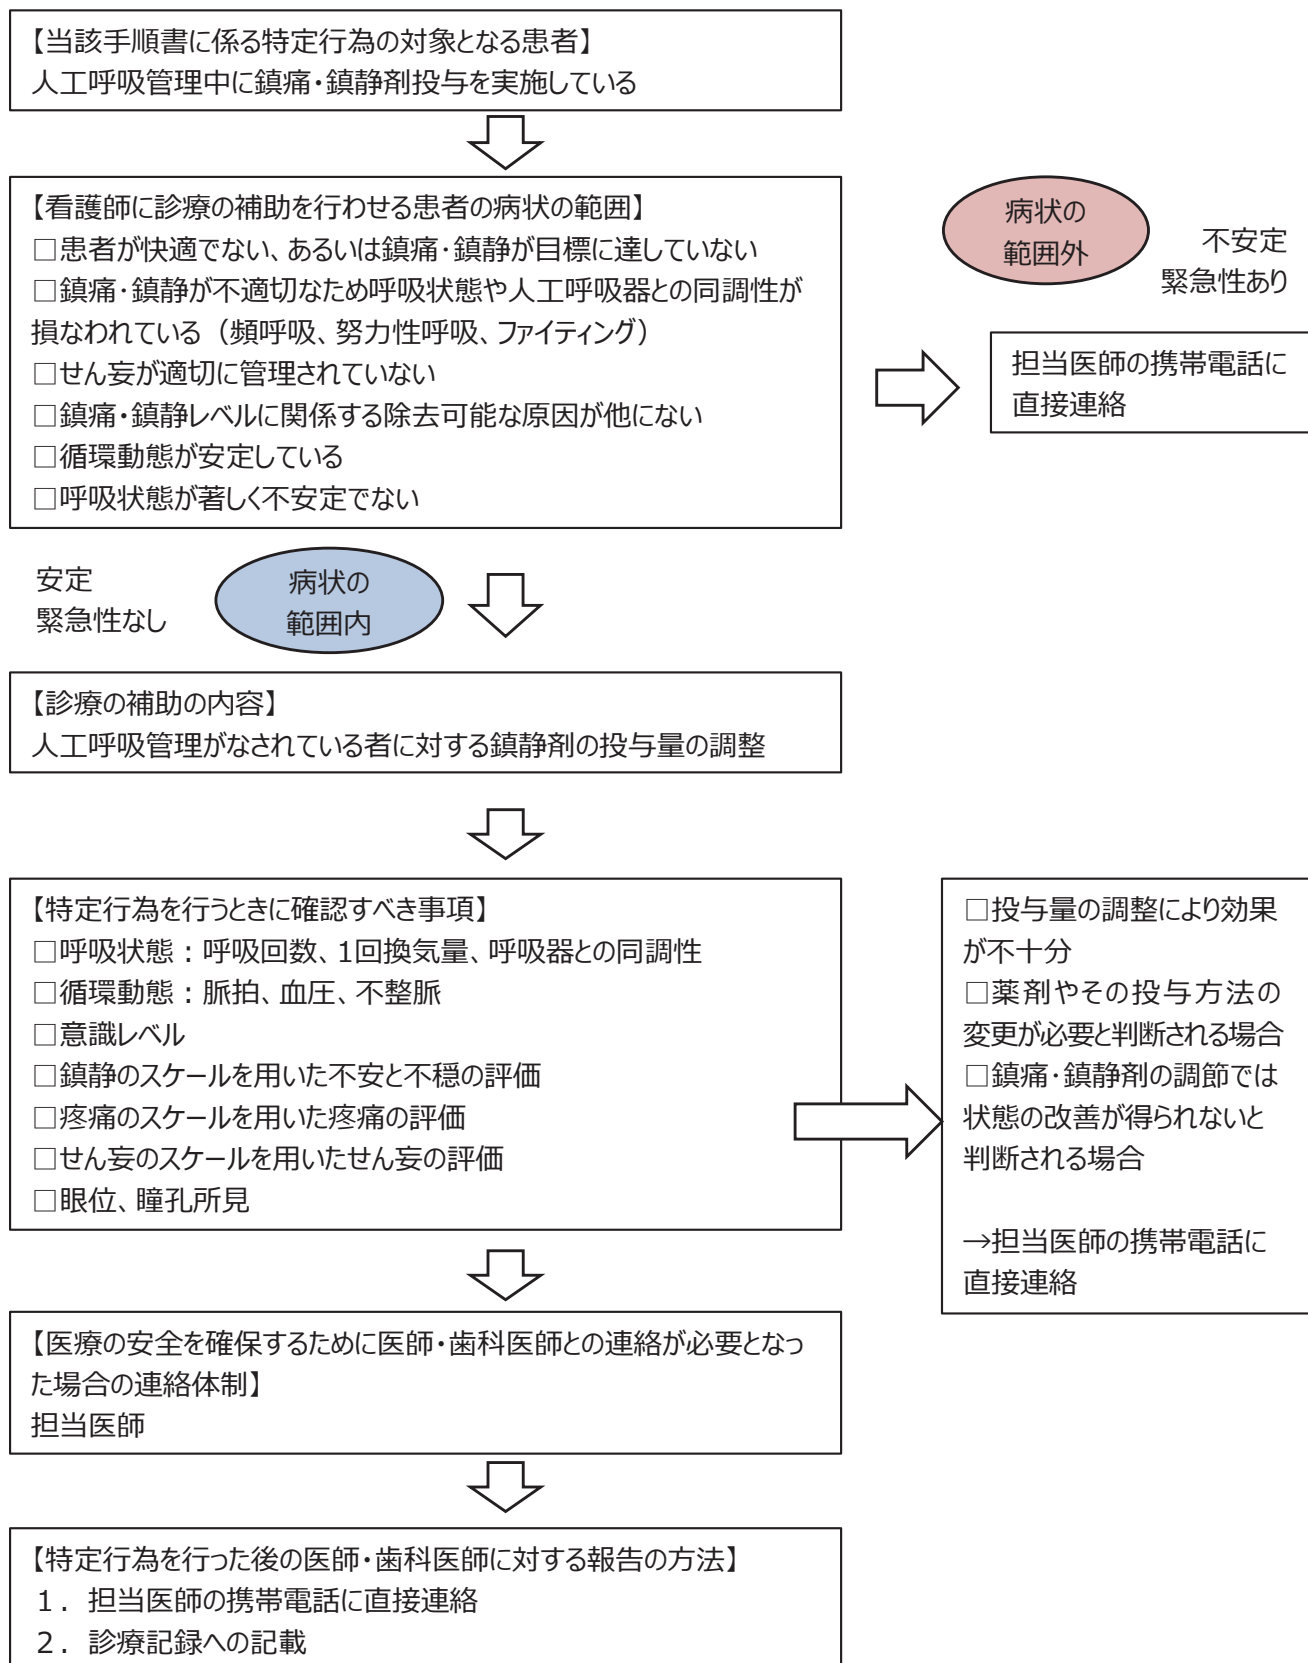 【当該手順書に係る特定行為の対象となる患者】
人工呼吸管理中に鎮痛・鎮静剤投与を実施している
【看護師に診療の補助を行わせる患者の病状の範囲】
□患者が快適でない、あるいは鎮痛・鎮静が目標に達していない
□鎮痛・鎮静が不適切なため呼吸状態や人工呼吸器との同調性が
損なわれている（頻呼吸、努力性呼吸、ファイティング）
□せん妄が適切に管理されていない
□鎮痛・鎮静レベルに関係する除去可能な原因が他にない
□循環動態が安定している
□呼吸状態が著しく不安定でない
病状の
範囲外
不安定
緊急性あり
担当医師の携帯電話に
直接連絡
安定
緊急性なし
病状の
範囲内
【診療の補助の内容】
人工呼吸管理がなされている者に対する鎮静剤の投与量の調整
【特定行為を行うときに確認すべき事項】
□呼吸状態：呼吸回数、1回換気量、呼吸器との同調性
□循環動態：脈拍、血圧、不整脈
□意識レベル
□鎮静のスケールを用いた不安と不穏の評価
□疼痛のスケールを用いた疼痛の評価
□せん妄のスケールを用いたせん妄の評価
□眼位、瞳孔所見
□投与量の調整により効果
が不十分
□薬剤やその投与方法の
変更が必要と判断される場合
□鎮痛・鎮静剤の調節では
状態の改善が得られないと
判断される場合
→担当医師の携帯電話に
直接連絡
【医療の安全を確保するために医師・歯科医師との連絡が必要となっ
た場合の連絡体制】
担当医師
【特定行為を行った後の医師・歯科医師に対する報告の方法】
１．担当医師の携帯電話に直接連絡
２．診療記録への記載